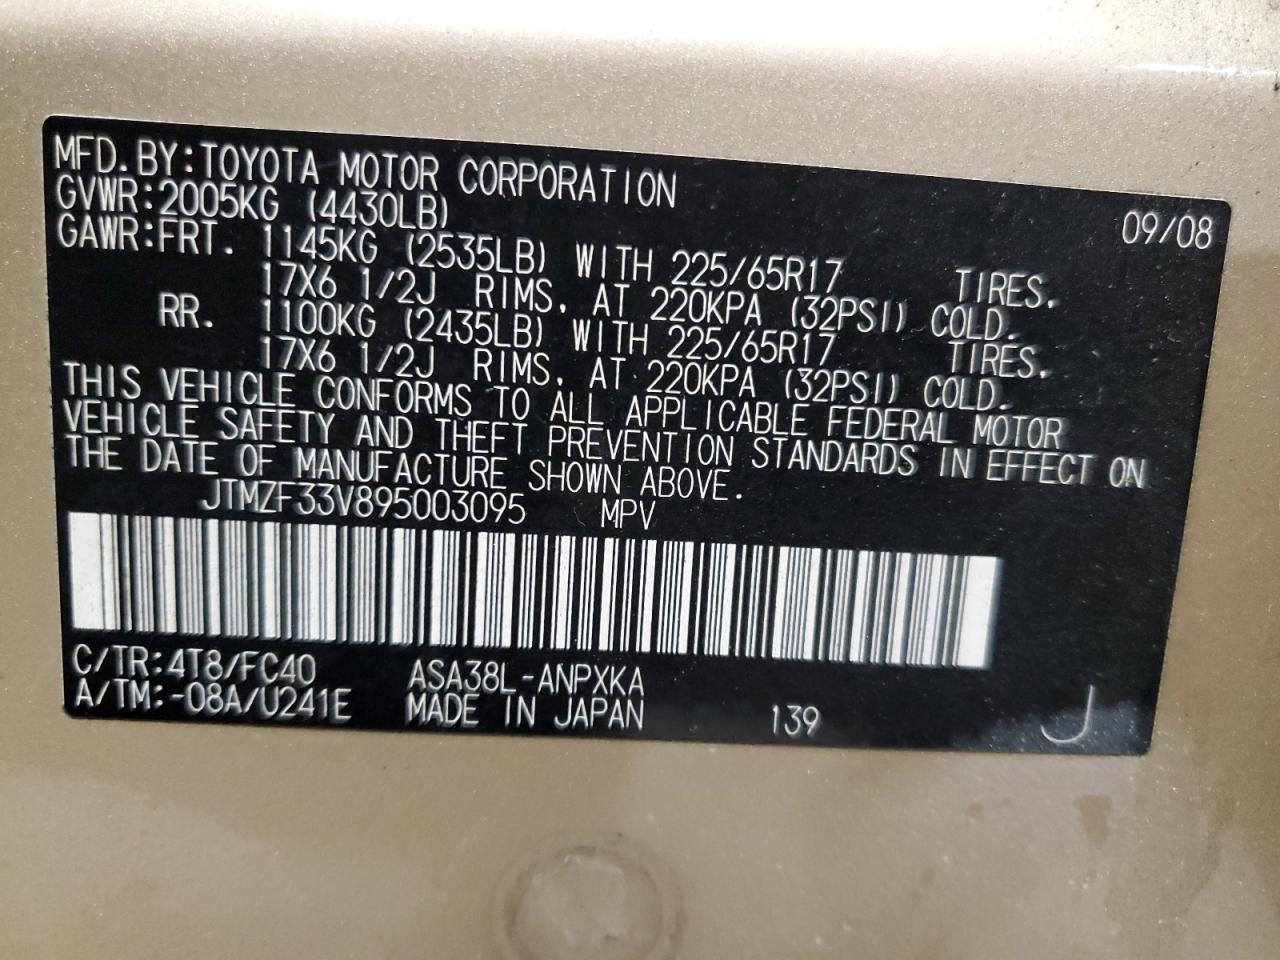 MFD. BY: TOYOTA MOTOR CORPORATION 09/08
GVWR: 2005KG (4430LB)
GAWR: FRT. 1145KG (2535LB) WITH 225/65R17 TIRES,
17X6 1/2J RIMS, AT 220KPA (32PSI) COLD.
RR. 1100KG (2435LB) WITH 225/65R17 TIRES,
17X6 1/2J RIMS, AT 220KPA (32PSI) COLD.
THIS VEHICLE CONFORMS TO ALL APPLICABLE FEDERAL MOTOR
VEHICLE SAFETY AND THEFT PREVENTION STANDARDS IN EFFECT ON
THE DATE OF MANUFACTURE SHOWN ABOVE.
JTMZF33V895003095 MPV
C/TR: 4T8/FC40 ASA38L-ANPXKA
A/TM: -08A/U241E MADE IN JAPAN 139 J